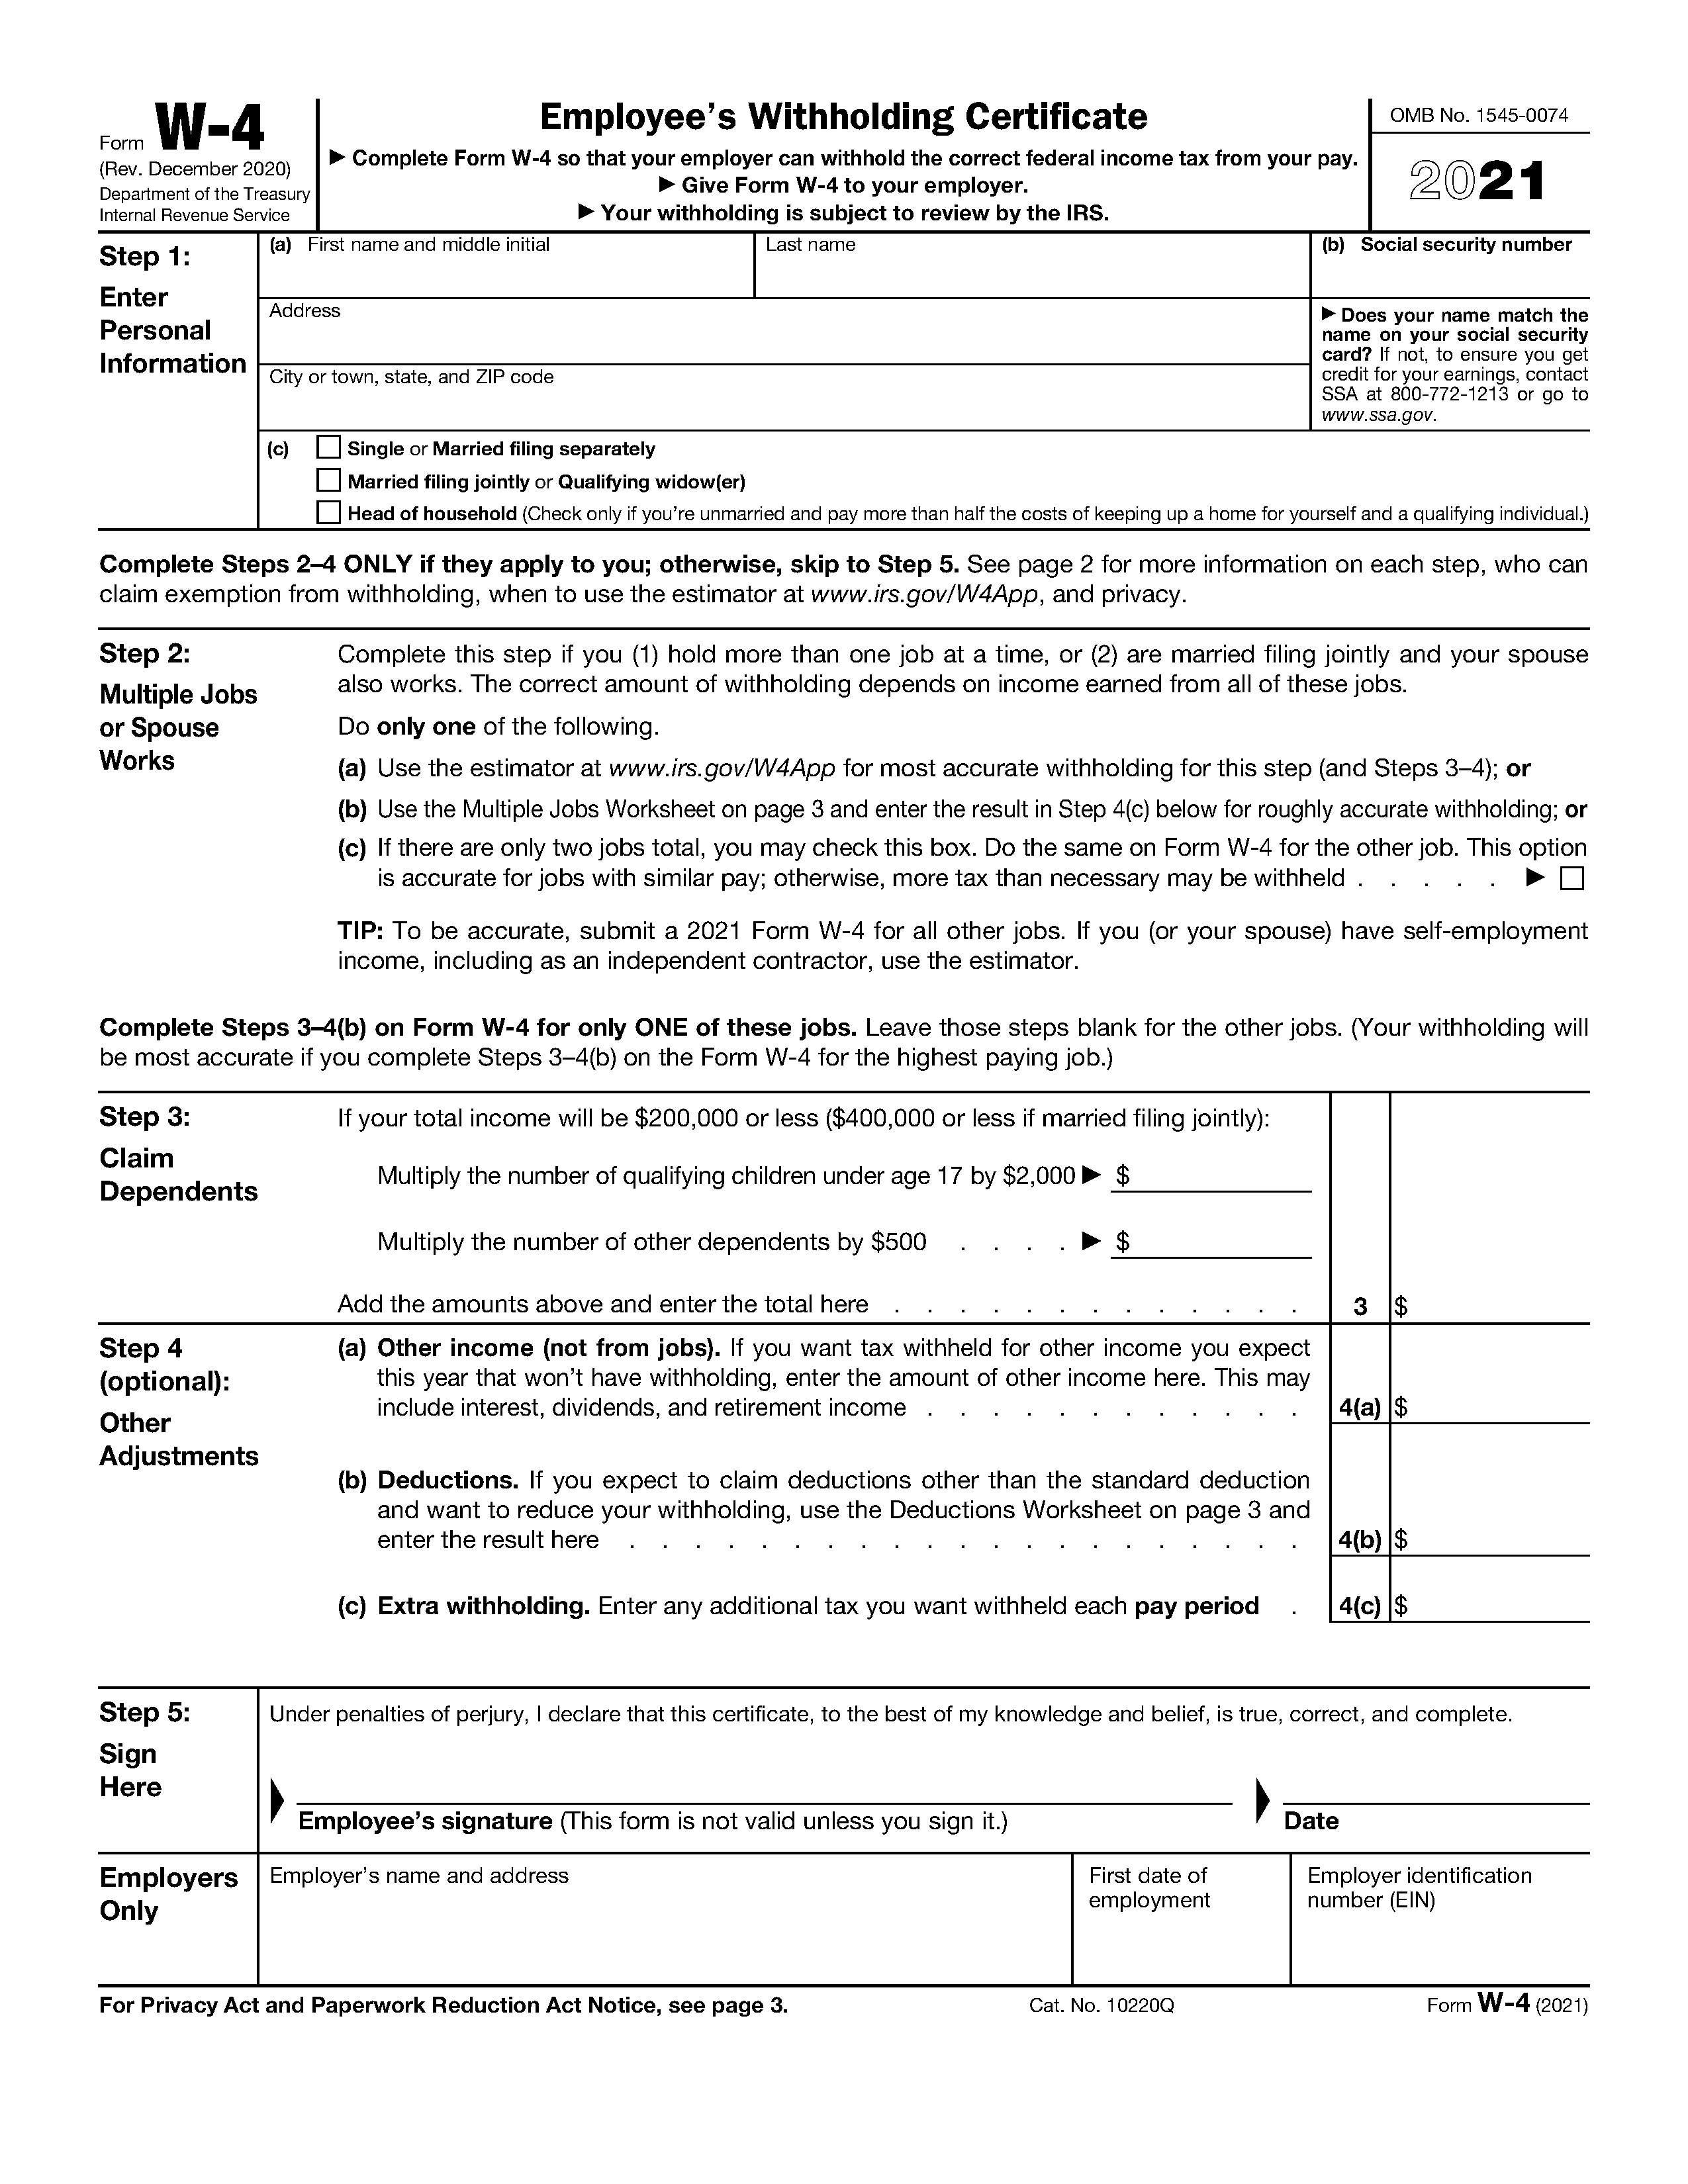 Form W-4
(Rev. December 2020)
Department of the Treasury
Internal Revenue Service
Employee's Withholding Certificate
▶ Complete Form W-4 so that your employer can withhold the correct federal income tax from your pay.
▶ Give Form W-4 to your employer.
▶ Your withholding is subject to review by the IRS.
OMB No. 1545-0074
2021
Step 1:
Enter
Personal
Information
(a) First name and middle initial
Last name
(b) Social security number
Address
City or town, state, and ZIP code
▶ Does your name match the
name on your social security
card? If not, to ensure you get
credit for your earnings, contact
SSA at 800-772-1213 or go to
www.ssa.gov.
(c) Single or Married filing separately
Married filing jointly or Qualifying widow(er)
Head of household (Check only if you're unmarried and pay more than half the costs of keeping up a home for yourself and a qualifying individual.)
Complete Steps 2–4 ONLY if they apply to you; otherwise, skip to Step 5. See page 2 for more information on each step, who can
claim exemption from withholding, when to use the estimator at www.irs.gov/W4App, and privacy.
Step 2:
Multiple Jobs
or Spouse
Works
Complete this step if you (1) hold more than one job at a time, or (2) are married filing jointly and your spouse
also works. The correct amount of withholding depends on income earned from all of these jobs.
Do only one of the following.
(a) Use the estimator at www.irs.gov/W4App for most accurate withholding for this step (and Steps 3–4); or
(b) Use the Multiple Jobs Worksheet on page 3 and enter the result in Step 4(c) below for roughly accurate withholding; or
(c) If there are only two jobs total, you may check this box. Do the same on Form W-4 for the other job. This option
is accurate for jobs with similar pay; otherwise, more tax than necessary may be withheld . . . . . ▶
TIP: To be accurate, submit a 2021 Form W-4 for all other jobs. If you (or your spouse) have self-employment
income, including as an independent contractor, use the estimator.
Complete Steps 3–4(b) on Form W-4 for only ONE of these jobs. Leave those steps blank for the other jobs. (Your withholding will
be most accurate if you complete Steps 3–4(b) on the Form W-4 for the highest paying job.)
Step 3:
Claim
Dependents
If your total income will be $200,000 or less ($400,000 or less if married filing jointly):
Multiply the number of qualifying children under age 17 by $2,000 ▶ $
Multiply the number of other dependents by $500 . . . . ▶ $
Add the amounts above and enter the total here . . . . . . . . . . . . . 3 $
Step 4
(optional):
Other
Adjustments
(a) Other income (not from jobs). If you want tax withheld for other income you expect
this year that won't have withholding, enter the amount of other income here. This may
include interest, dividends, and retirement income . . . . . . . . . . . . 4(a) $
(b) Deductions. If you expect to claim deductions other than the standard deduction
and want to reduce your withholding, use the Deductions Worksheet on page 3 and
enter the result here . . . . . . . . . . . . . . . . . . . . . 4(b) $
(c) Extra withholding. Enter any additional tax you want withheld each pay period . 4(c) $
Step 5:
Sign
Here
Under penalties of perjury, I declare that this certificate, to the best of my knowledge and belief, is true, correct, and complete.
Employee's signature (This form is not valid unless you sign it.)
Date
Employers
Only
Employer's name and address
First date of
employment
Employer identification
number (EIN)
For Privacy Act and Paperwork Reduction Act Notice, see page 3.
Cat. No. 10220Q
Form W-4 (2021)